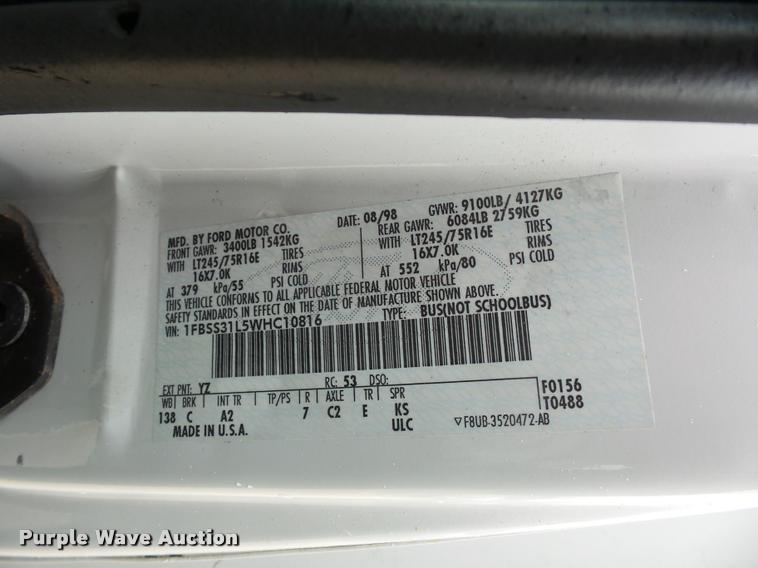 MFD. BY FORD MOTOR CO.
DATE: 08/98
GVWR: 9100LB/ 4127KG
FRONT GAWR: 3400LB 1542KG
REAR GAWR: 6084LB 2759KG
WITH LT245/75R16E TIRES
WITH LT245/75R16E TIRES
16X7.0K RIMS
16X7.0K RIMS
AT 379 kPa/55 PSI COLD
AT 552 kPa/80 PSI COLD
THIS VEHICLE CONFORMS TO ALL APPLICABLE FEDERAL MOTOR VEHICLE
SAFETY STANDARDS IN EFFECT ON THE DATE OF MANUFACTURE SHOWN ABOVE.
VIN: 1FBSS31L5WHC10816
TYPE: BUS(NOT SCHOOLBUS)
EXT PNT: YZ RC: 53 DSO:
WB BRK INT TR TP/PS R AXLE TR SPR
138 C A2 7 C2 E KS
ULC
F0156
T0488
MADE IN U.S.A.
▽F8UB-3520472-AB
Purple Wave Auction